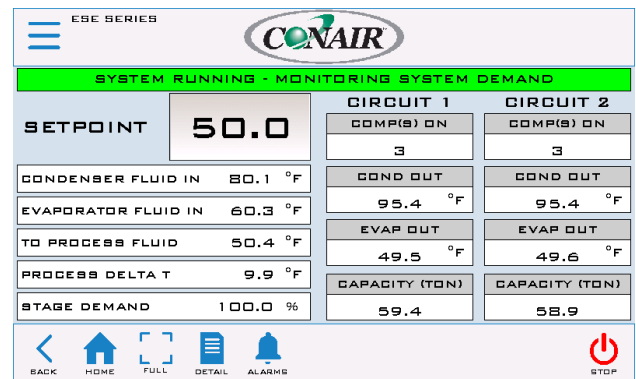 ESE SERIES
CONAIR
SYSTEM RUNNING - MONITORING SYSTEM DEMAND
SETPOINT 50.0
CIRCUIT 1 CIRCUIT 2
COMP(S) ON COMP(S) ON
3 3
CONDENSER FLUID IN 80.1 °F
COND OUT COND OUT
95.4 °F 95.4 °F
EVAPORATOR FLUID IN 60.3 °F
TO PROCESS FLUID 50.4 °F
EVAP OUT EVAP OUT
49.5 °F 49.6 °F
PROCESS DELTA T 9.9 °F
CAPACITY (TON) CAPACITY (TON)
STAGE DEMAND 100.0 %
59.4 58.9
BACK HOME FULL DETAIL ALARMS STOP